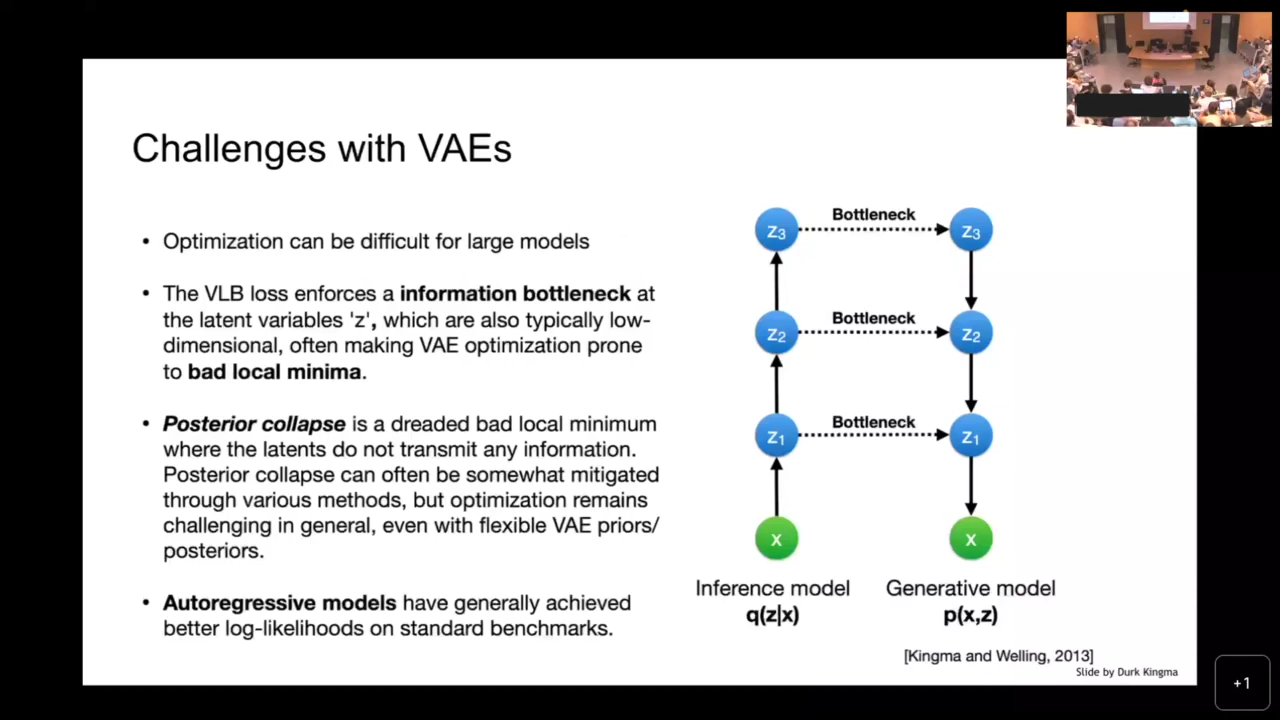 Challenges with VAEs
• Optimization can be difficult for large models
• The VLB loss enforces a information bottleneck at
the latent variables 'z', which are also typically low-
dimensional, often making VAE optimization prone
to bad local minima.
• Posterior collapse is a dreaded bad local minimum
where the latents do not transmit any information.
Posterior collapse can often be somewhat mitigated
through various methods, but optimization remains
challenging in general, even with flexible VAE priors/
posteriors.
• Autoregressive models have generally achieved
better log-likelihoods on standard benchmarks.
Bottleneck
z₃ z₃
Bottleneck
z₂ z₂
Bottleneck
z₁ z₁
x x
Inference model Generative model
q(z|x) p(x,z)
[Kingma and Welling, 2013]
Slide by Durk Kingma
+1